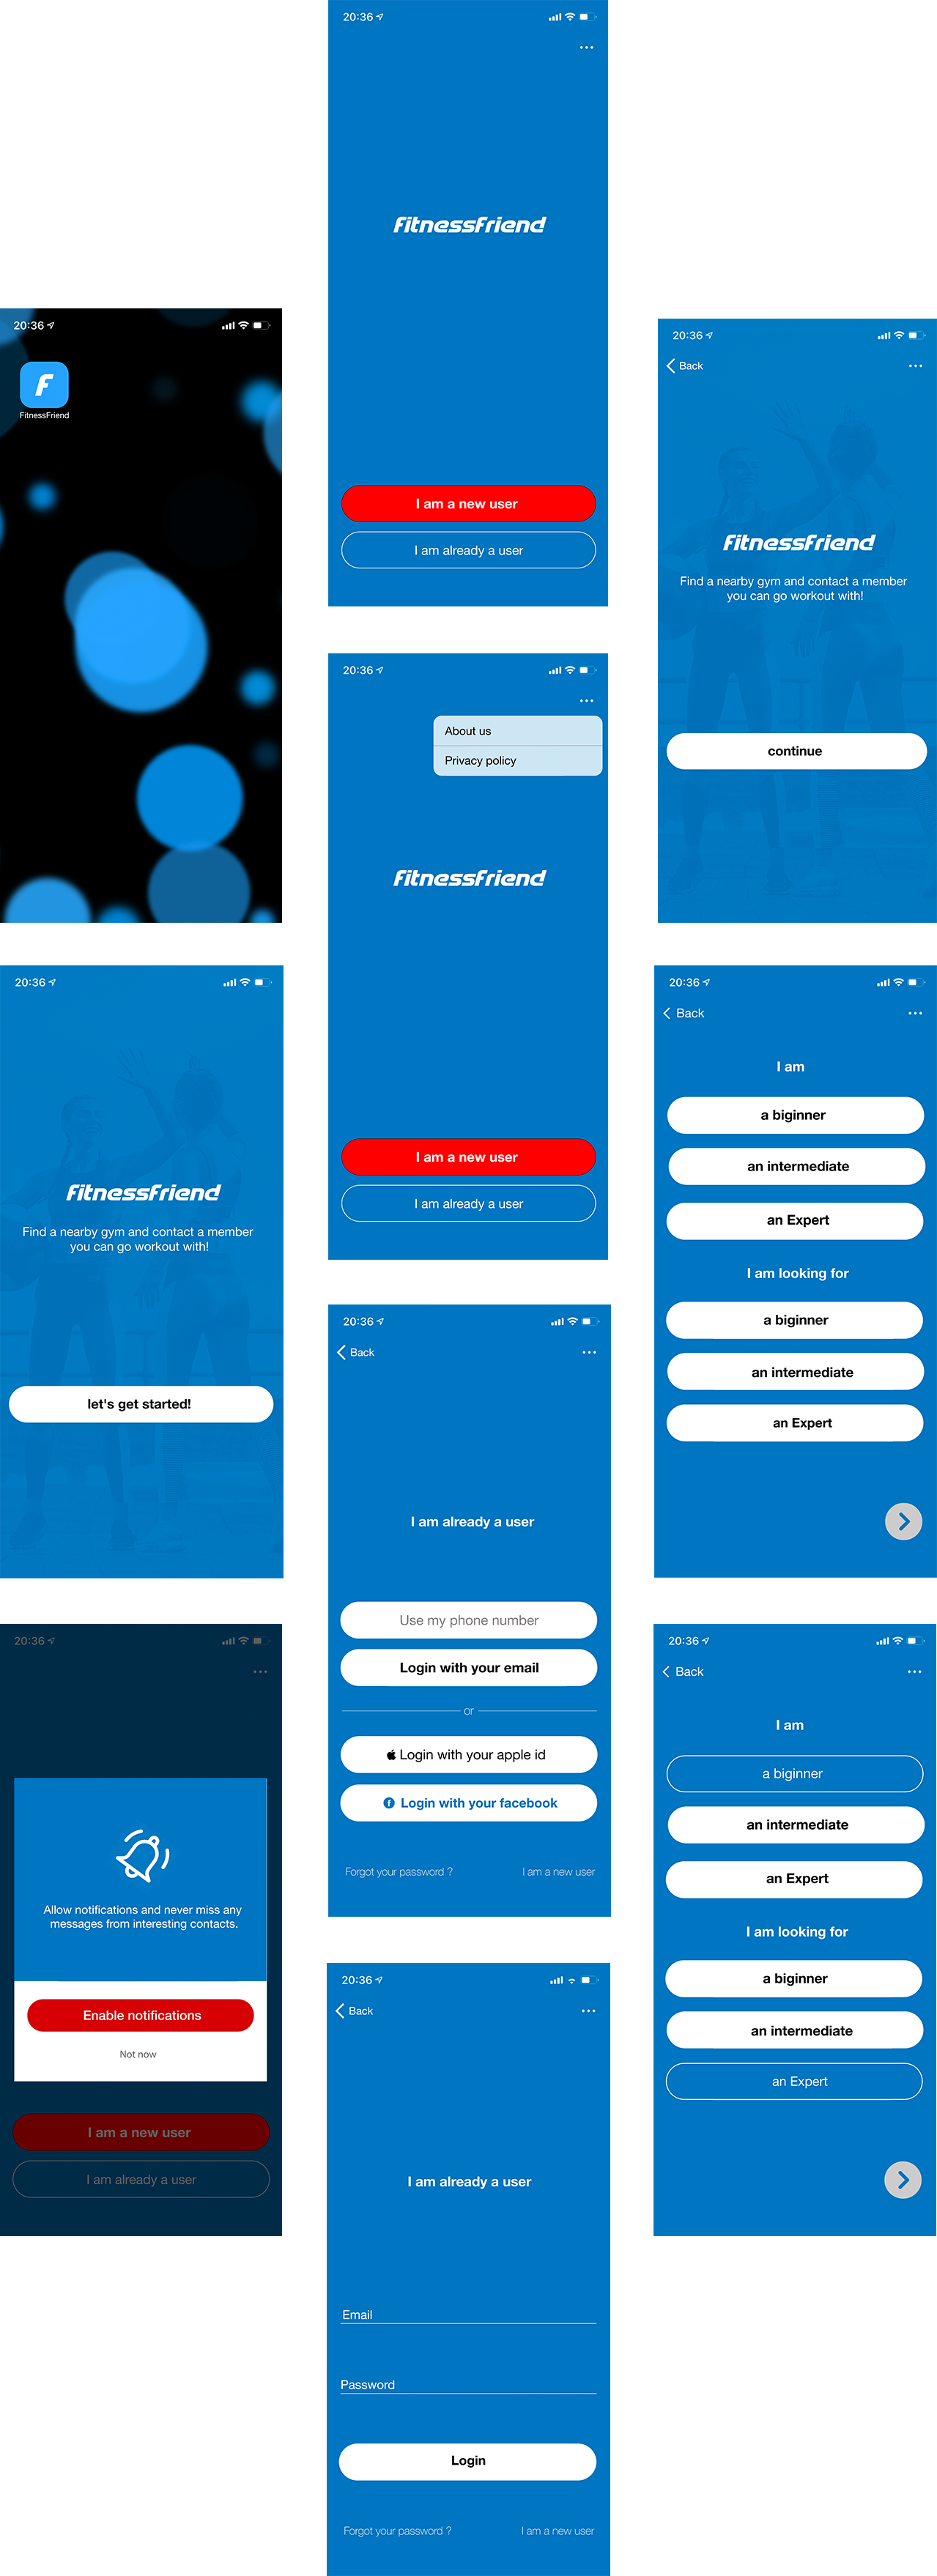 20:36
FitnessFriend
20:36
fitnessfriend
Find a nearby gym and contact a member
you can go workout with!
let's get started!
20:36
Allow notifications and never miss any
messages from interesting contacts.
Enable notifications
Not now
I am a new user
I am already a user
20:36
fitnessfriend
I am a new user
I am already a user
20:36
About us
Privacy policy
fitnessfriend
I am a new user
I am already a user
20:36
Back
I am already a user
Use my phone number
Login with your email
or
Login with your apple id
Login with your facebook
Forgot your password ?
I am a new user
20:36
Back
I am already a user
Email
Password
Login
Forgot your password ?
I am a new user
20:36
Back
fitnessfriend
Find a nearby gym and contact a member
you can go workout with!
continue
20:36
Back
I am
a biginner
an intermediate
an Expert
I am looking for
a biginner
an intermediate
an Expert
20:36
Back
I am
a biginner
an intermediate
an Expert
I am looking for
a biginner
an intermediate
an Expert